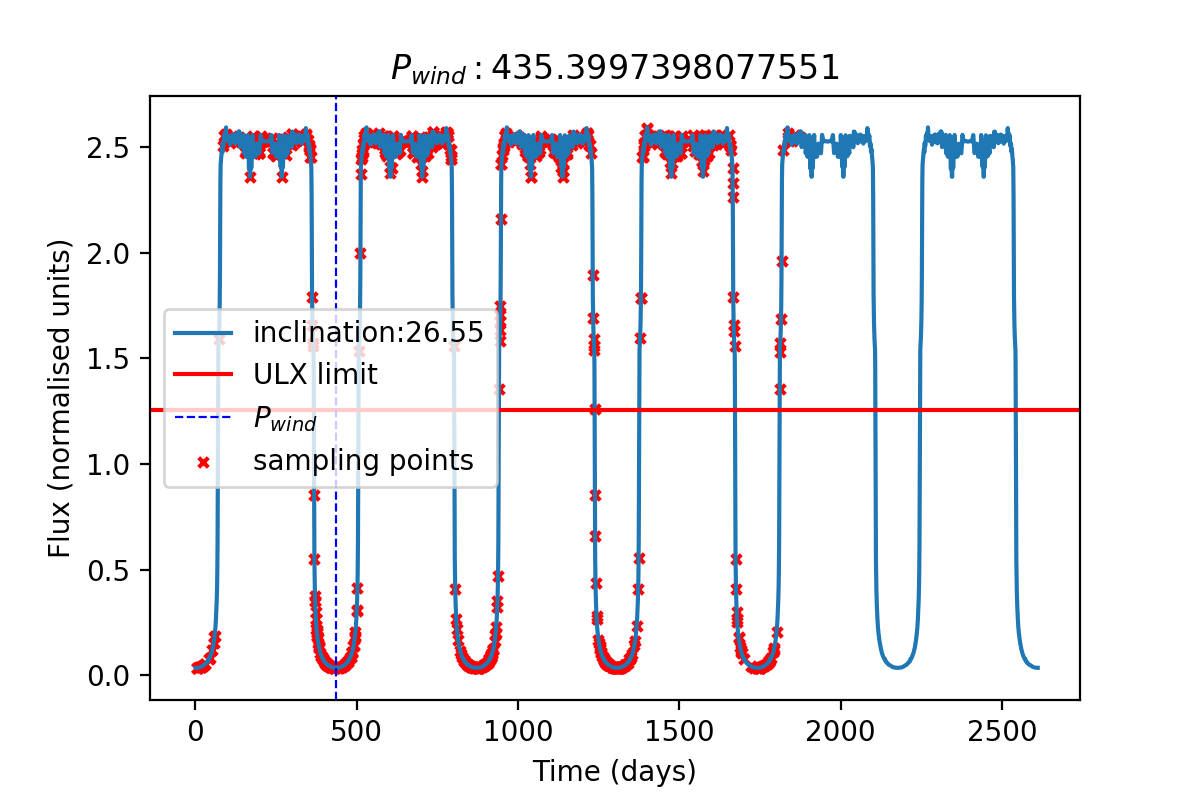 P_wind : 435.3997398077551
Flux (normalised units)
2.5
2.0
1.5
1.0
0.5
0.0
inclination:26.55
ULX limit
P_wind
sampling points
0 500 1000 1500 2000 2500
Time (days)